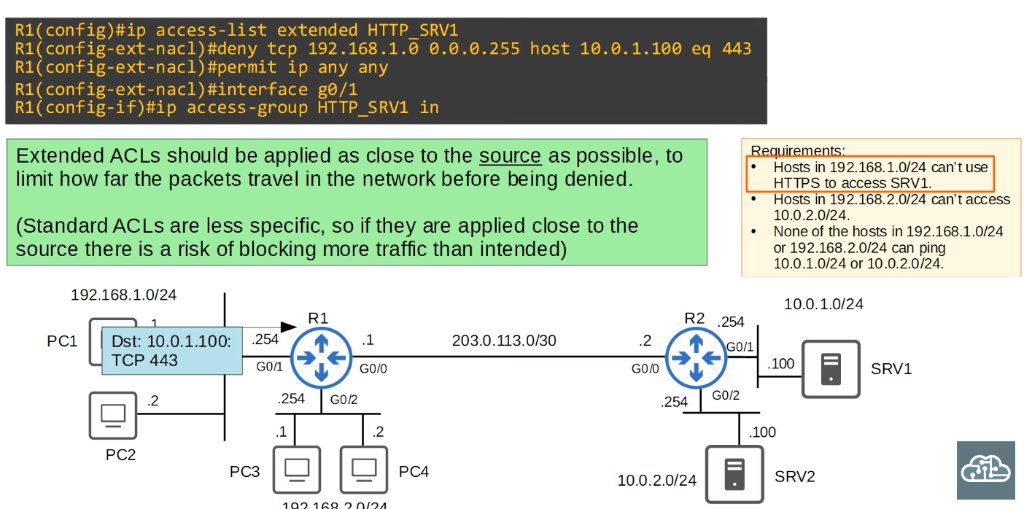 R1(config)#ip access-list extended HTTP_SRV1
R1(config-ext-nacl)#deny tcp 192.168.1.0 0.0.0.255 host 10.0.1.100 eq 443
R1(config-ext-nacl)#permit ip any any
R1(config-ext-nacl)#interface g0/1
R1(config-if)#ip access-group HTTP_SRV1 in
Extended ACLs should be applied as close to the source as possible, to
limit how far the packets travel in the network before being denied.
(Standard ACLs are less specific, so if they are applied close to the
source there is a risk of blocking more traffic than intended)
Requirements:
• Hosts in 192.168.1.0/24 can't use
HTTPS to access SRV1.
• Hosts in 192.168.2.0/24 can't access
10.0.2.0/24.
• None of the hosts in 192.168.1.0/24
or 192.168.2.0/24 can ping
10.0.1.0/24 or 10.0.2.0/24.
192.168.1.0/24
PC1
.1
Dst: 10.0.1.100:
TCP 443
.254
G0/1
R1
.1
G0/0
203.0.113.0/30
.2
G0/0
R2
.254
G0/1
10.0.1.0/24
.100
SRV1
.2
PC2
.254
G0/2
.1
.2
PC3
PC4
192.168.2.0/24
.254
G0/2
.100
10.0.2.0/24
SRV2